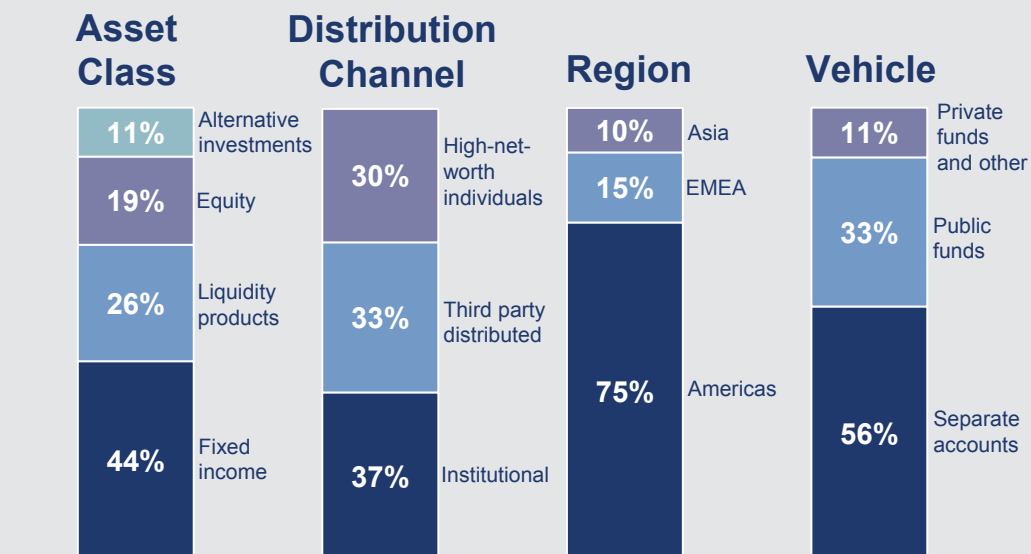 Asset
Class
11%
Alternative
investments
19%
Equity
26%
Liquidity
products
44%
Fixed
income
Distribution
Channel
30%
High-net-
worth
individuals
33%
Third party
distributed
37%
Institutional
Region
10%
Asia
15%
EMEA
75%
Americas
Vehicle
11%
Private
funds
and other
33%
Public
funds
56%
Separate
accounts